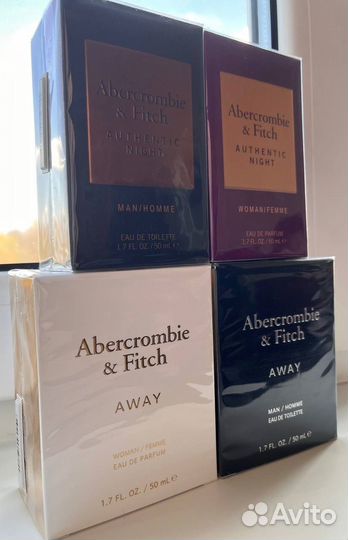 Abercrombie
& Fitch
AUTHENTIC
NIGHT
MAN/HOMME
EAU DE TOILETTE
1.7 FL. OZ. / 50 mL ℮
Abercrombie
& Fitch
AUTHENTIC
NIGHT
WOMAN/FEMME
EAU DE PARFUM
1.7 FL. OZ. / 50 mL ℮
Abercrombie
& Fitch
AWAY
WOMAN / FEMME
EAU DE PARFUM
1.7 FL. OZ. / 50 mL ℮
Abercrombie
& Fitch
AWAY
MAN / HOMME
EAU DE TOILETTE
1.7 FL. OZ. / 50 mL ℮
Avito